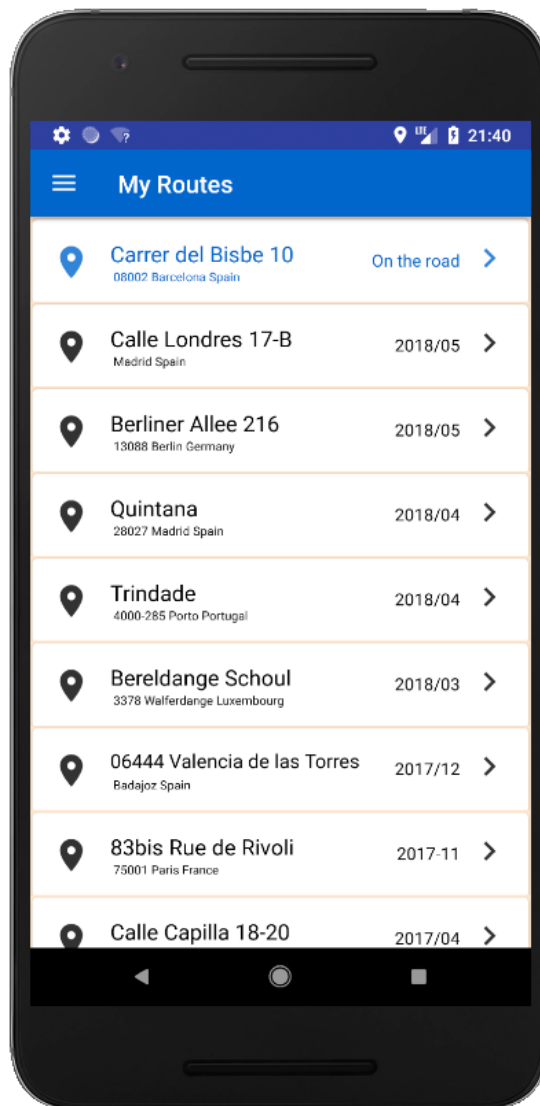 LTE 21:40
My Routes
Carrer del Bisbe 10
08002 Barcelona Spain
On the road
Calle Londres 17-B
Madrid Spain
2018/05
Berliner Allee 216
13088 Berlin Germany
2018/05
Quintana
28027 Madrid Spain
2018/04
Trindade
4000-285 Porto Portugal
2018/04
Bereldange Schoul
3378 Walferdange Luxembourg
2018/03
06444 Valencia de las Torres
Badajoz Spain
2017/12
83bis Rue de Rivoli
75001 Paris France
2017-11
Calle Capilla 18-20
2017/04